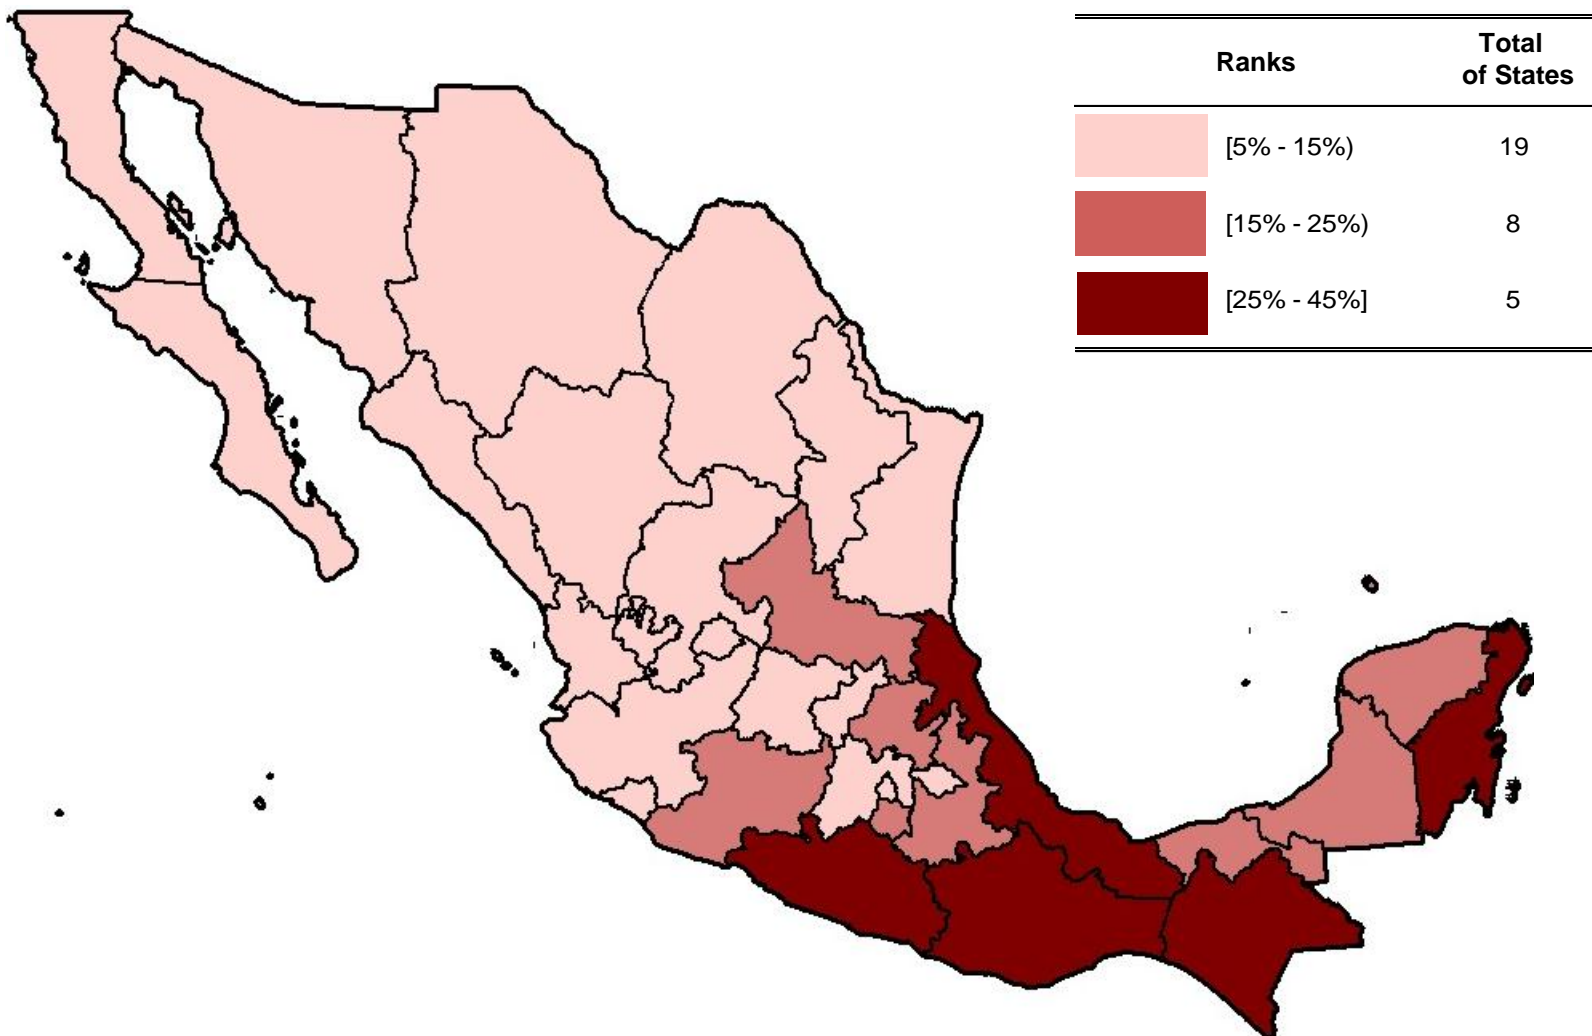 Ranks Total
of States
[5% - 15%) 19
[15% - 25%) 8
[25% - 45%] 5